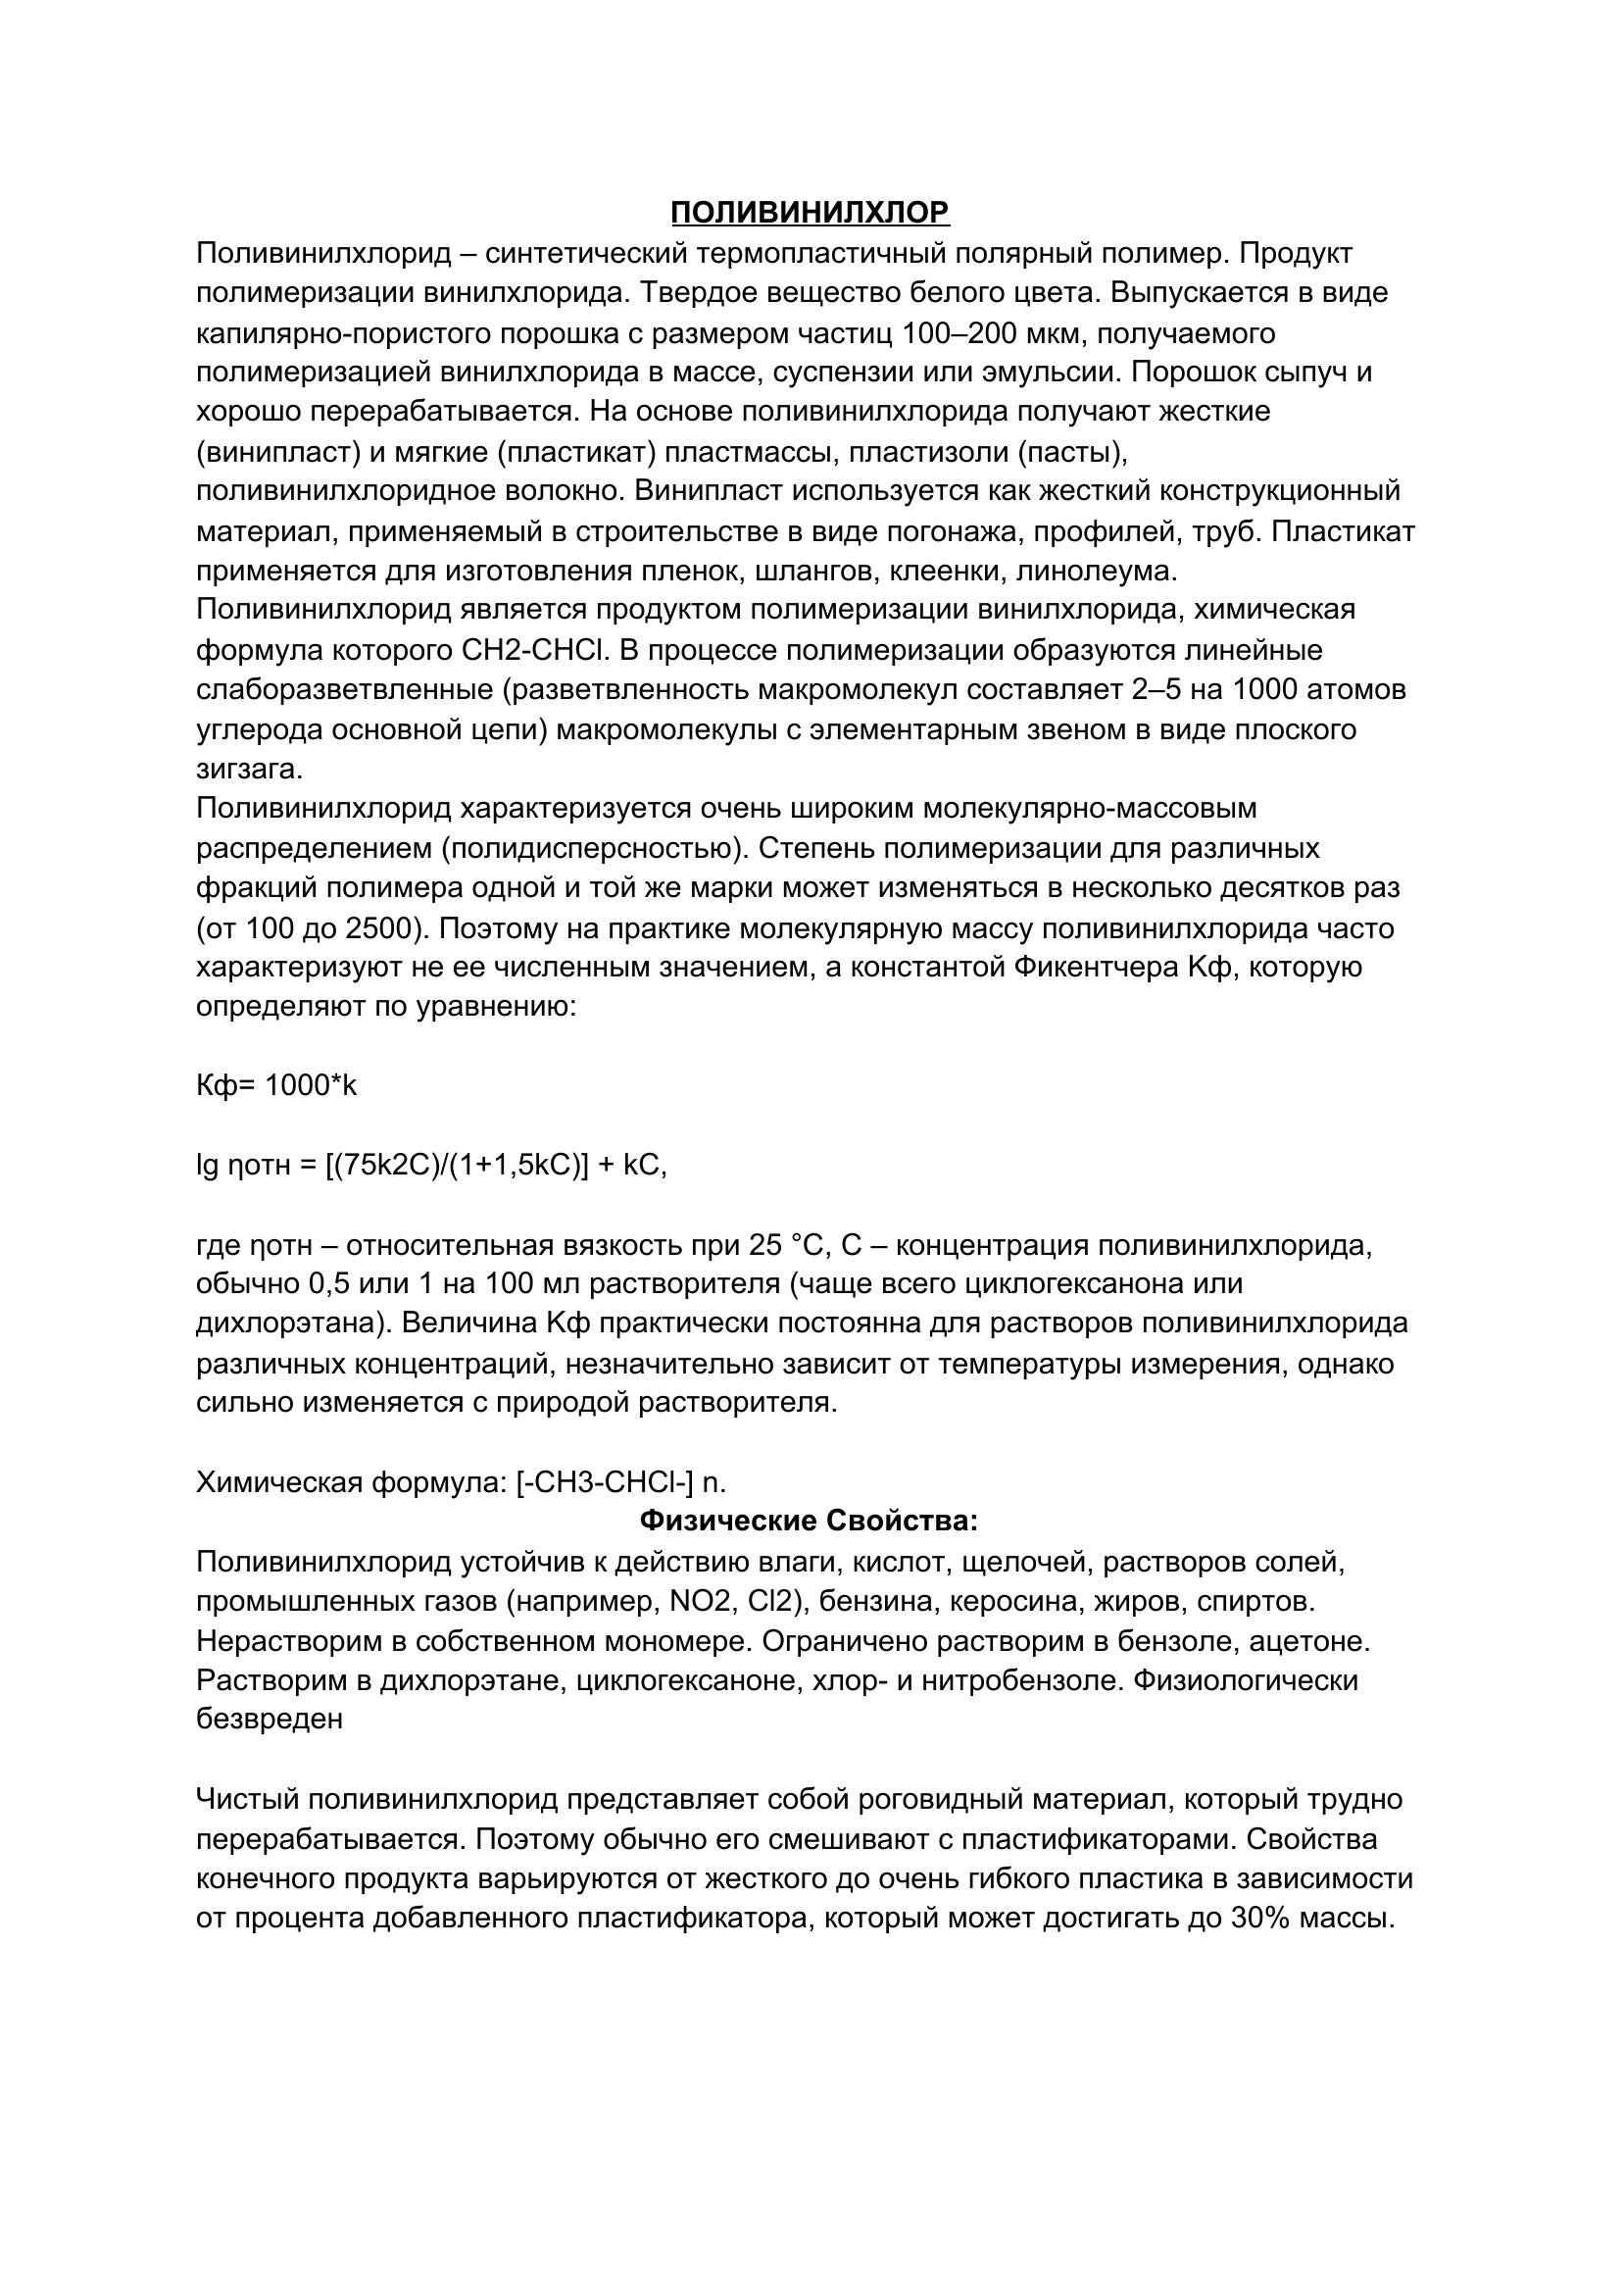 ПОЛИВИНИЛХЛОР
Поливинилхлорид – синтетический термопластичный полярный полимер. Продукт
полимеризации винилхлорида. Твердое вещество белого цвета. Выпускается в виде
капилярно-пористого порошка с размером частиц 100–200 мкм, получаемого
полимеризацией винилхлорида в массе, суспензии или эмульсии. Порошок сыпуч и
хорошо перерабатывается. На основе поливинилхлорида получают жесткие
(винипласт) и мягкие (пластикат) пластмассы, пластизоли (пасты),
поливинилхлоридное волокно. Винипласт используется как жесткий конструкционный
материал, применяемый в строительстве в виде погонажа, профилей, труб. Пластикат
применяется для изготовления пленок, шлангов, клеенки, линолеума.
Поливинилхлорид является продуктом полимеризации винилхлорида, химическая
формула которого CH2-CHCl. В процессе полимеризации образуются линейные
слаборазветвленные (разветвленность макромолекул составляет 2–5 на 1000 атомов
углерода основной цепи) макромолекулы с элементарным звеном в виде плоского
зигзага.
Поливинилхлорид характеризуется очень широким молекулярно-массовым
распределением (полидисперсностью). Степень полимеризации для различных
фракций полимера одной и той же марки может изменяться в несколько десятков раз
(от 100 до 2500). Поэтому на практике молекулярную массу поливинилхлорида часто
характеризуют не ее численным значением, а константой Фикентчера Kф, которую
определяют по уравнению:
Kф= 1000*k
lg ηотн = [(75k2C)/(1+1,5kC)] + kC,
где ηотн – относительная вязкость при 25 °C, C – концентрация поливинилхлорида,
обычно 0,5 или 1 на 100 мл растворителя (чаще всего циклогексанона или
дихлорэтана). Величина Kф практически постоянна для растворов поливинилхлорида
различных концентраций, незначительно зависит от температуры измерения, однако
сильно изменяется с природой растворителя.
Химическая формула: [-CH3-CHCl-] n.
Физические Свойства:
Поливинилхлорид устойчив к действию влаги, кислот, щелочей, растворов солей,
промышленных газов (например, NO2, Cl2), бензина, керосина, жиров, спиртов.
Нерастворим в собственном мономере. Ограничено растворим в бензоле, ацетоне.
Растворим в дихлорэтане, циклогексаноне, хлор- и нитробензоле. Физиологически
безвреден
Чистый поливинилхлорид представляет собой роговидный материал, который трудно
перерабатывается. Поэтому обычно его смешивают с пластификаторами. Свойства
конечного продукта варьируются от жесткого до очень гибкого пластика в зависимости
от процента добавленного пластификатора, который может достигать до 30% массы.